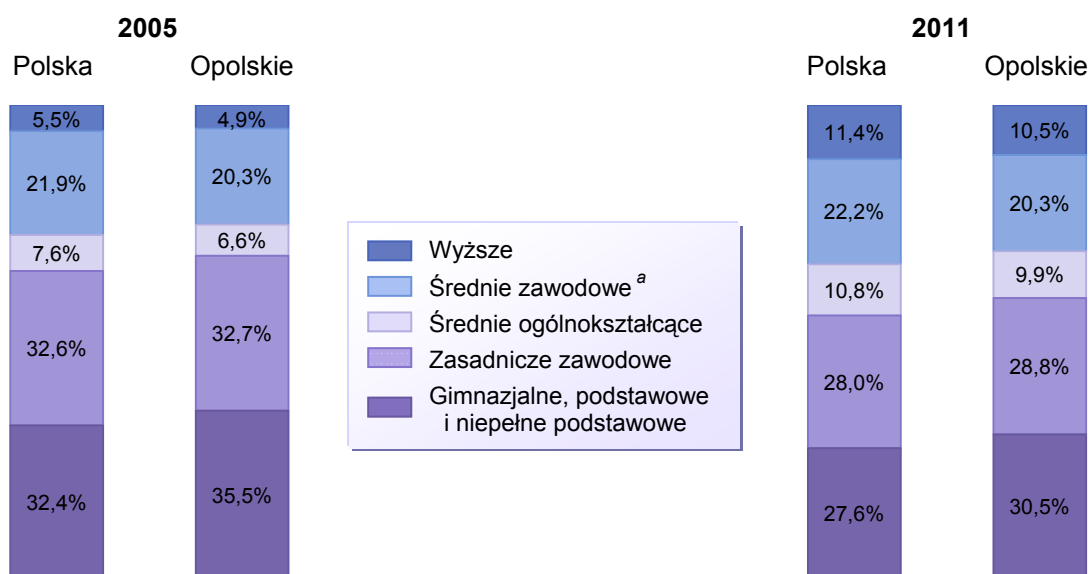 2005
Polska Opolskie
5,5% 4,9%
21,9% 20,3%
7,6% 6,6%
32,6% 32,7%
32,4% 35,5%
Wyższe
Średnie zawodowe a
Średnie ogólnokształcące
Zasadnicze zawodowe
Gimnazjalne, podstawowe
i niepełne podstawowe
2011
Polska Opolskie
11,4% 10,5%
22,2% 20,3%
10,8% 9,9%
28,0% 28,8%
27,6% 30,5%